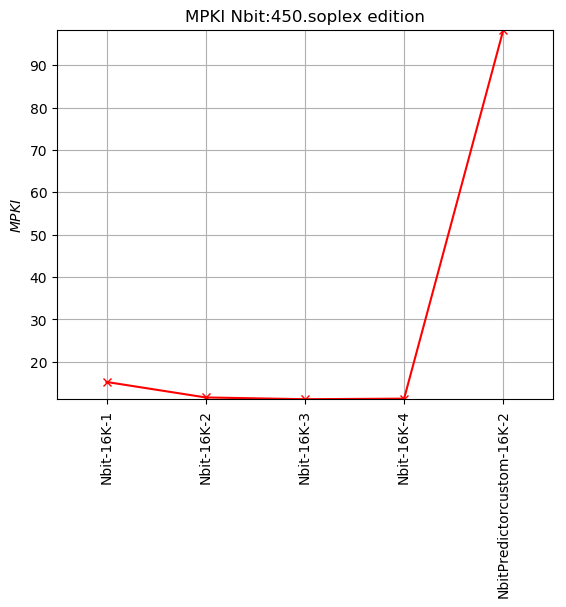 MPKI Nbit:450.soplex edition
MPKI
90
80
70
60
50
40
30
20
Nbit-16K-1
Nbit-16K-2
Nbit-16K-3
Nbit-16K-4
NbitPredictorcustom-16K-2